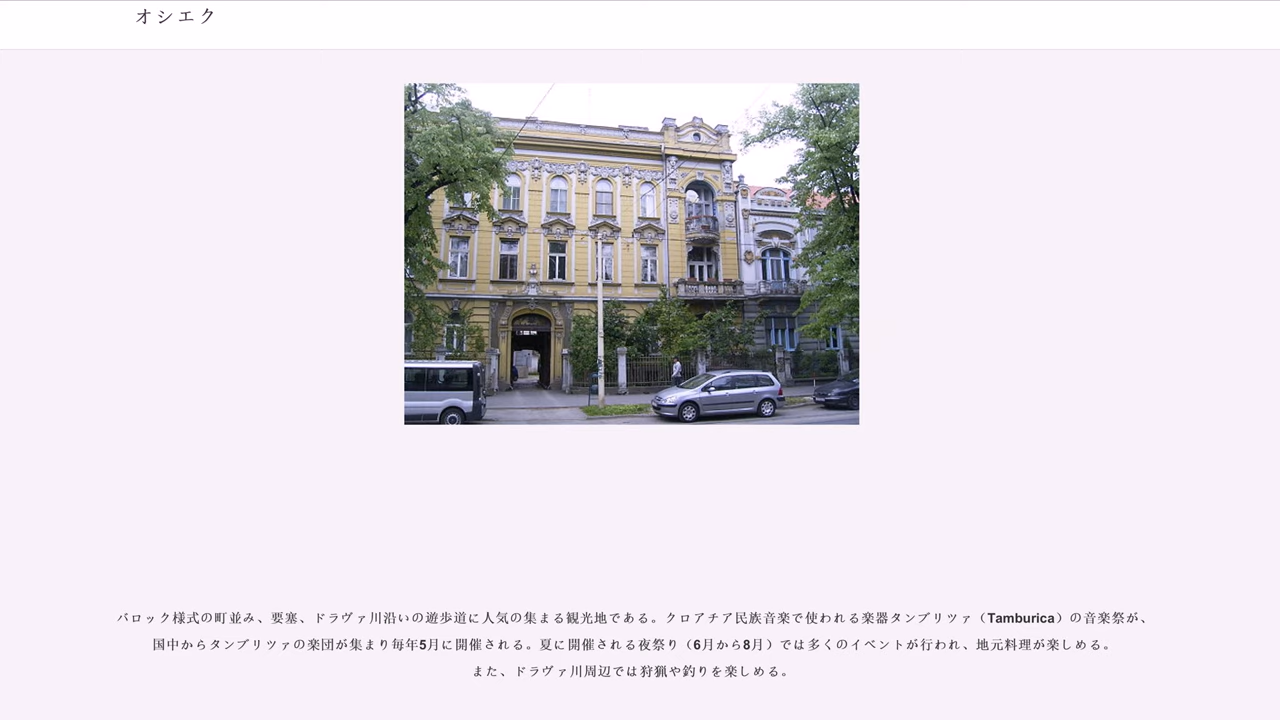 オシエク
バロック様式の町並み、要塞、ドラヴァ川沿いの遊歩道に人気の集まる観光地である。クロアチア民族音楽で使われる楽器タンブリツァ（Tamburica）の音楽祭が、
国中からタンブリツァの楽団が集まり毎年5月に開催される。夏に開催される夜祭り（6月から8月）では多くのイベントが行われ、地元料理が楽しめる。
また、ドラヴァ川周辺では狩猟や釣りを楽しめる。